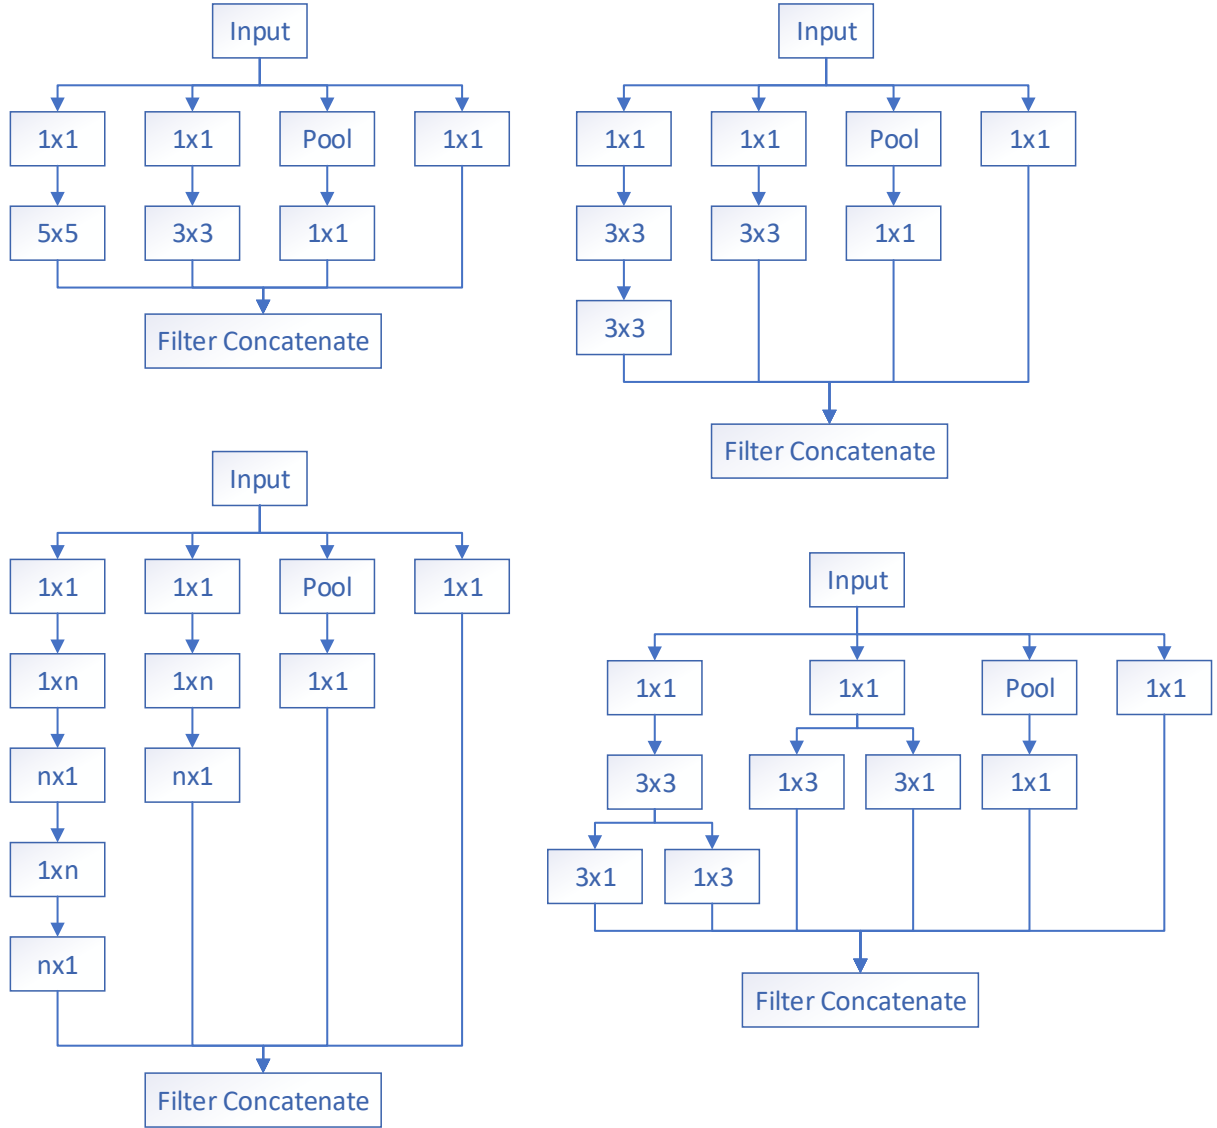 Input
1x1
1x1
Pool
1x1
5x5
3x3
1x1
Filter Concatenate
Input
1x1
1x1
Pool
1x1
3x3
3x3
1x1
3x3
Filter Concatenate
Input
1x1
1x1
Pool
1x1
1xn
1xn
1x1
nx1
nx1
1xn
nx1
Filter Concatenate
Input
1x1
1x1
Pool
1x1
3x3
1x3
3x1
1x1
3x1
1x3
Filter Concatenate